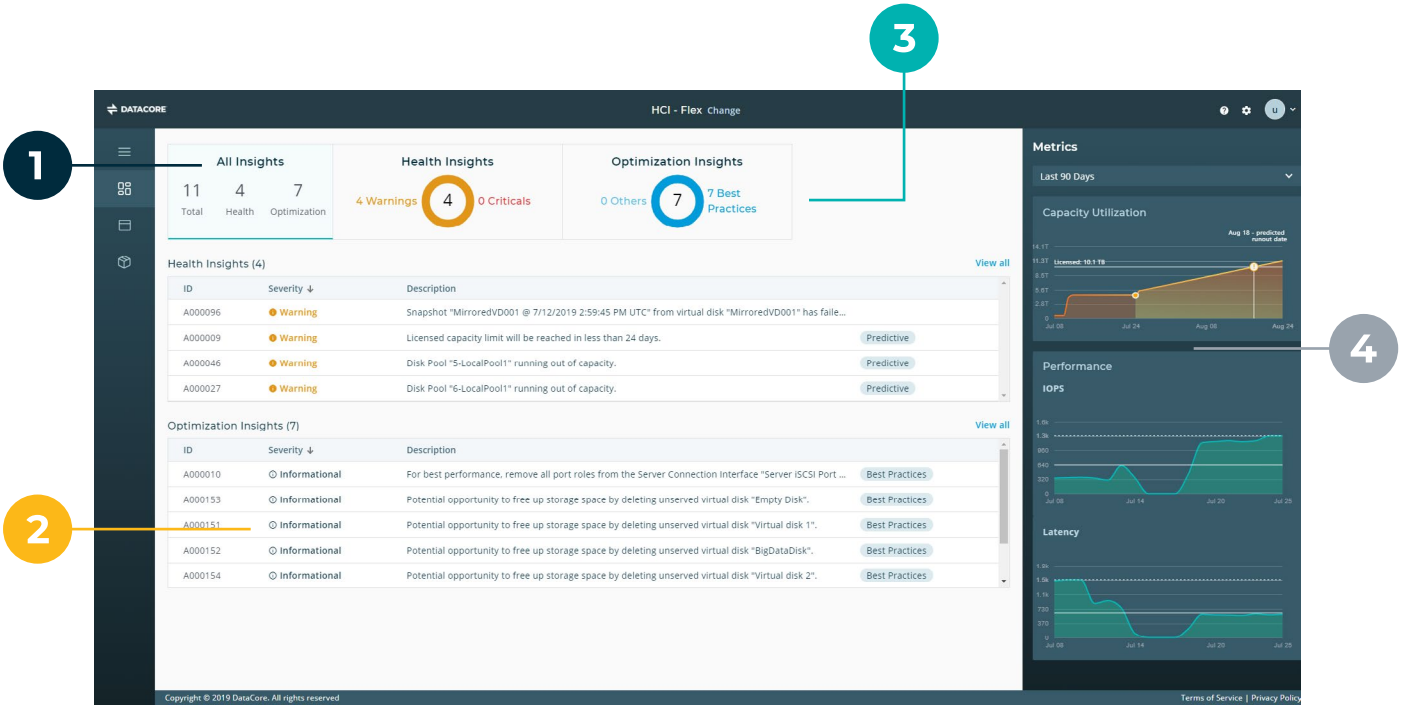 3
DATACORE
HCI - Flex Change
u
1
All Insights
11 4 7
Total Health Optimization
Health Insights
4 Warnings 4 0 Criticals
Optimization Insights
0 Others 7 7 Best
Practices
Health Insights (4) View all
ID Severity ↓ Description
A000096 Warning Snapshot "MirroredVD001 @ 7/12/2019 2:59:45 PM UTC" from virtual disk "MirroredVD001" has faile...
A000009 Warning Licensed capacity limit will be reached in less than 24 days. Predictive
A000046 Warning Disk Pool "5-LocalPool1" running out of capacity. Predictive
A000027 Warning Disk Pool "6-LocalPool1" running out of capacity. Predictive
Optimization Insights (7) View all
ID Severity ↓ Description
A000010 Informational For best performance, remove all port roles from the Server Connection Interface "Server iSCSI Port ... Best Practices
A000153 Informational Potential opportunity to free up storage space by deleting unserved virtual disk "Empty Disk". Best Practices
2
A000151 Informational Potential opportunity to free up storage space by deleting unserved virtual disk "Virtual disk 1". Best Practices
A000152 Informational Potential opportunity to free up storage space by deleting unserved virtual disk "BigDataDisk". Best Practices
A000154 Informational Potential opportunity to free up storage space by deleting unserved virtual disk "Virtual disk 2". Best Practices
Metrics
Last 90 Days
Capacity Utilization
Aug 18 - predicted
runout date
14.1T
11.3T Licensed: 10.1 TB
8.5T
5.6T
2.8T
0
Jul 08 Jul 24 Aug 08 Aug 24
4
Performance
IOPS
1.6k
1.3k
960
640
320
0
Jul 08 Jul 14 Jul 20 Jul 25
Latency
1.8k
1.5k
1.1k
730
370
0
Jul 08 Jul 14 Jul 20 Jul 25
Copyright © 2019 DataCore. All rights reserved
Terms of Service | Privacy Policy